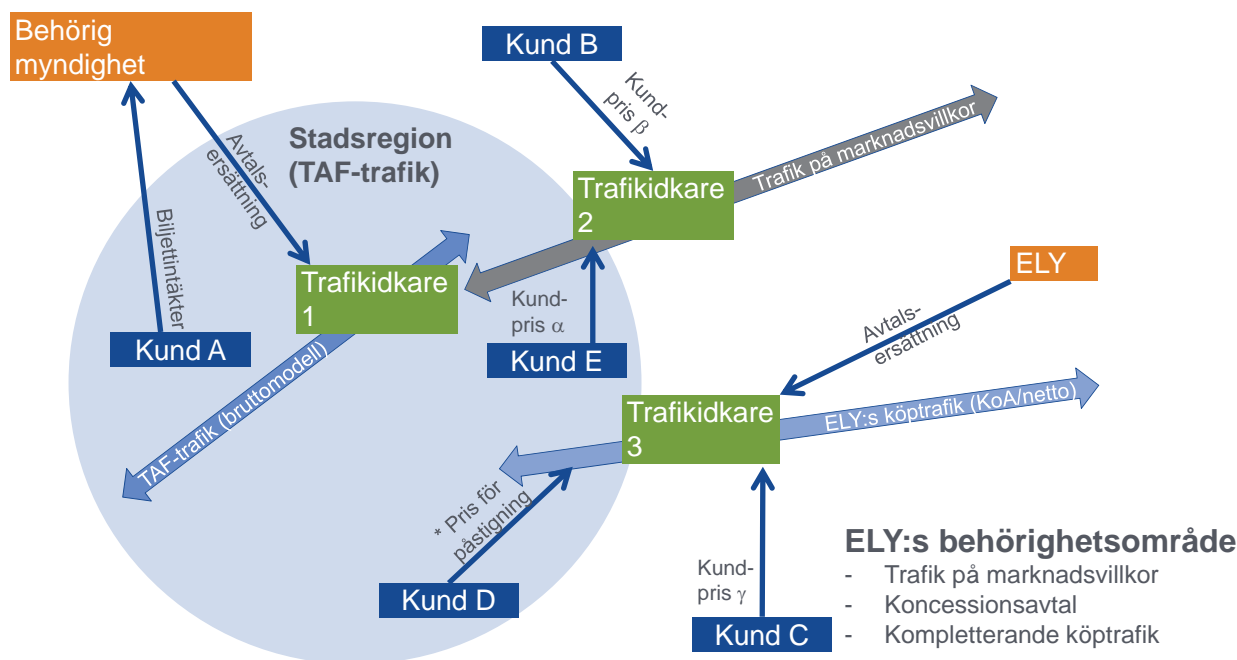 Behörig
myndighet
Kund B
Kund-
pris β
Stadsregion
(TAF-trafik)
Avtals-
ersättning
Trafik på marknadsvillkor
Trafikidkare
2
Biljettintäkter
Trafikidkare
1
ELY
Kund-
pris α
Kund A
Kund E
Avtals-
ersättning
TAF-trafik (bruttomodell)
Trafikidkare
3
ELY:s köptrafik (KoA/netto)
* Pris för
påstigning
Kund D
Kund-
pris γ
Kund C
ELY:s behörighetsområde
- Trafik på marknadsvillkor
- Koncessionsavtal
- Kompletterande köptrafik